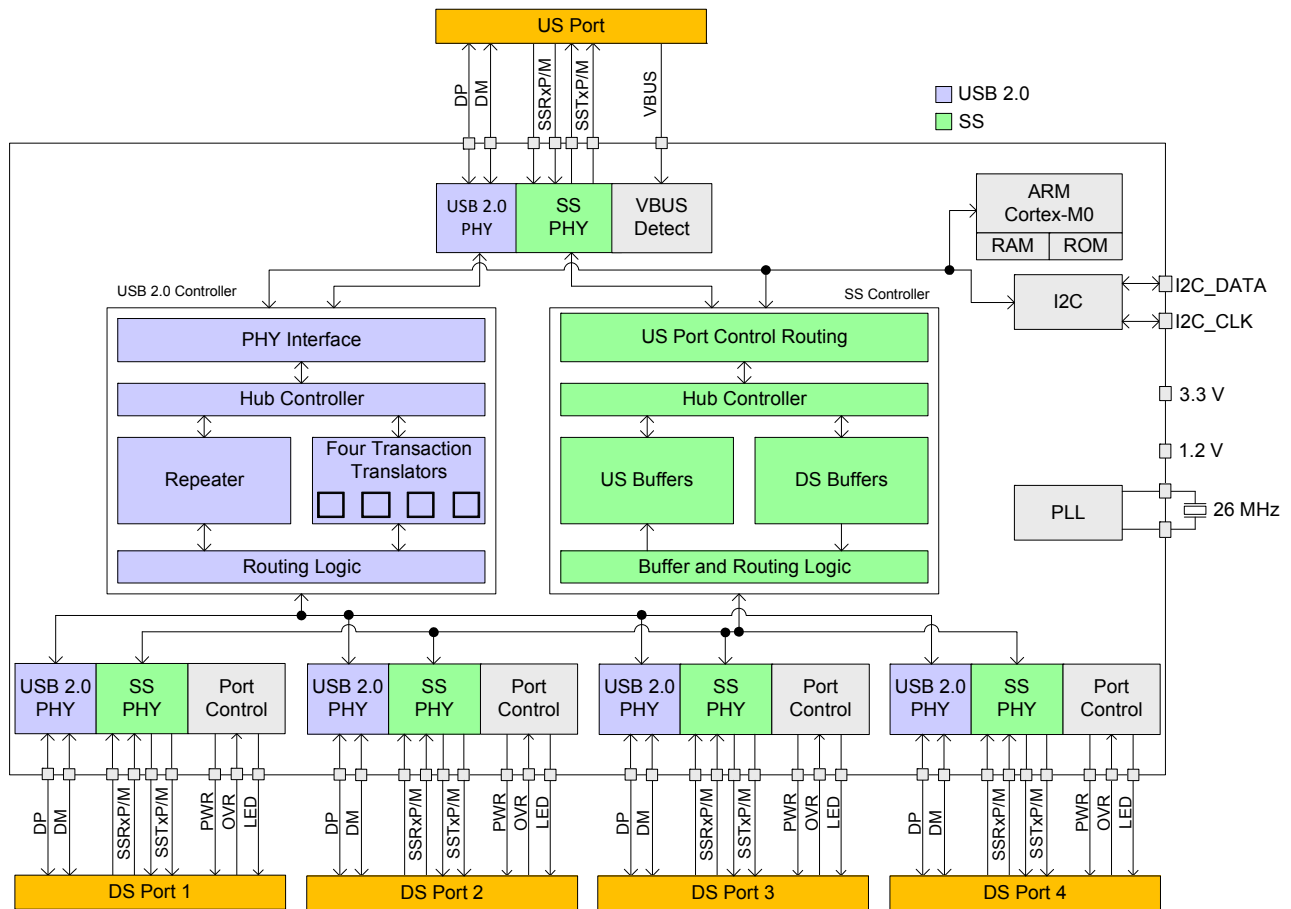 US Port
DP
DM
SSRxP/M
SSTxP/M
VBUS
USB 2.0
SS
USB 2.0
PHY
SS
PHY
VBUS
Detect
ARM
Cortex-M0
RAM
ROM
I2C
I2C_DATA
I2C_CLK
3.3 V
1.2 V
PLL
26 MHz
USB 2.0 Controller
PHY Interface
Hub Controller
Repeater
Four Transaction
Translators
Routing Logic
SS Controller
US Port Control Routing
Hub Controller
US Buffers
DS Buffers
Buffer and Routing Logic
USB 2.0
PHY
SS
PHY
Port
Control
USB 2.0
PHY
SS
PHY
Port
Control
USB 2.0
PHY
SS
PHY
Port
Control
USB 2.0
PHY
SS
PHY
Port
Control
DP
DM
SSRxP/M
SSTxP/M
PWR
OVR
LED
DP
DM
SSRxP/M
SSTxP/M
PWR
OVR
LED
DP
DM
SSRxP/M
SSTxP/M
PWR
OVR
LED
DP
DM
SSRxP/M
SSTxP/M
PWR
OVR
LED
DS Port 1
DS Port 2
DS Port 3
DS Port 4